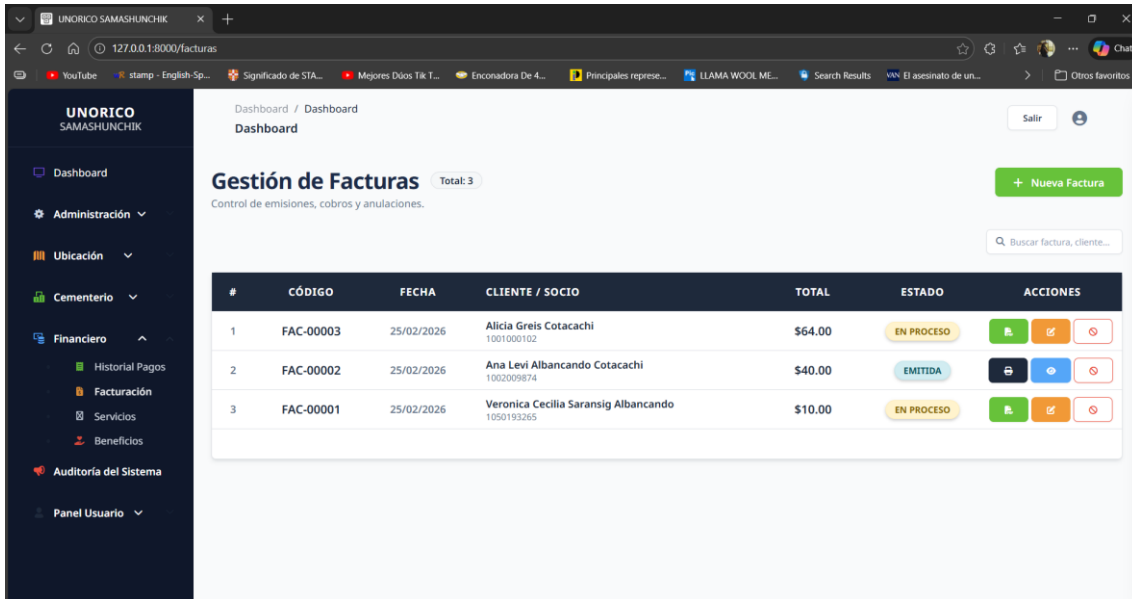 UNORICO SAMASHUNCHIK
127.0.0.1:8000/facturas
Chat
YouTube
stamp - English-Sp...
Significado de STA...
Mejores Dúos Tik T...
Enconadora De 4...
Principales represe...
LLAMA WOOL ME...
Search Results
VAN El asesinato de un...
Otros favoritos
UNORICO
SAMASHUNCHIK
Dashboard
Administración
Ubicación
Cementerio
Financiero
Historial Pagos
Facturación
Servicios
Beneficios
Auditoría del Sistema
Panel Usuario
Dashboard / Dashboard
Dashboard
Salir
Gestión de Facturas Total: 3
Control de emisiones, cobros y anulaciones.
+ Nueva Factura
Buscar factura, cliente...
# CÓDIGO FECHA CLIENTE / SOCIO TOTAL ESTADO ACCIONES
1 FAC-00003 25/02/2026 Alicia Greis Cotacachi $64.00 EN PROCESO
1001000102
2 FAC-00002 25/02/2026 Ana Levi Albancando Cotacachi $40.00 EMITIDA
1002009874
3 FAC-00001 25/02/2026 Veronica Cecilia Saransig Albancando $10.00 EN PROCESO
1050193265